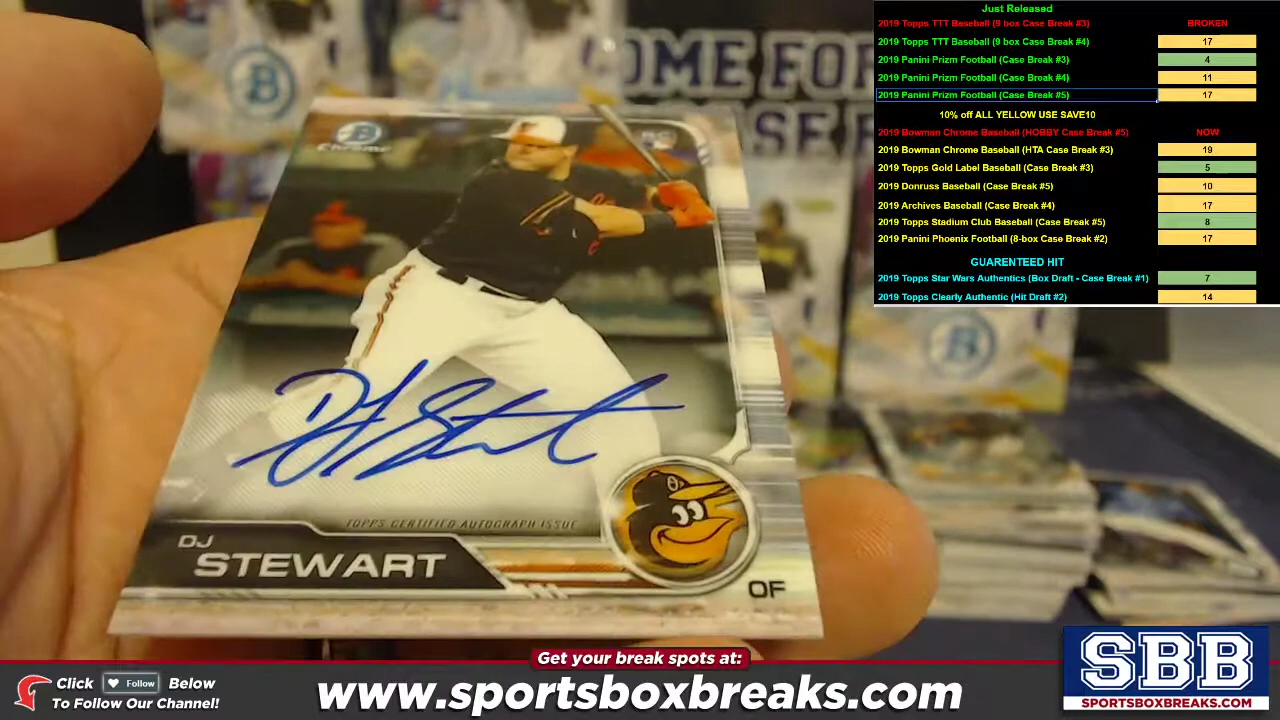 Just Released
2019 Topps TTT Baseball (9 box Case Break #3) BROKEN
2019 Topps TTT Baseball (9 box Case Break #4) 17
2019 Panini Prizm Football (Case Break #3) 4
2019 Panini Prizm Football (Case Break #4) 11
2019 Panini Prizm Football (Case Break #5) 17
10% off ALL YELLOW USE SAVE10
2019 Bowman Chrome Baseball (HOBBY Case Break #5) NOW
2019 Bowman Chrome Baseball (HTA Case Break #3) 19
2019 Topps Gold Label Baseball (Case Break #3) 5
2019 Donruss Baseball (Case Break #5) 10
2019 Archives Baseball (Case Break #4) 17
2019 Topps Stadium Club Baseball (Case Break #5) 8
2019 Panini Phoenix Football (8-box Case Break #2) 17
GUARENTEED HIT
2019 Topps Star Wars Authentics (Box Draft - Case Break #1) 7
2019 Topps Clearly Authentic (Hit Draft #2) 14
OME FO
SE
B
B
Chrome
RC
DJ Stewart
TOPPS CERTIFIED AUTOGRAPH ISSUE
DJ
STEWART
OF
Get your break spots at:
Click Follow Below
To Follow Our Channel!
www.sportsboxbreaks.com
SBB
SPORTSBOXBREAKS.COM